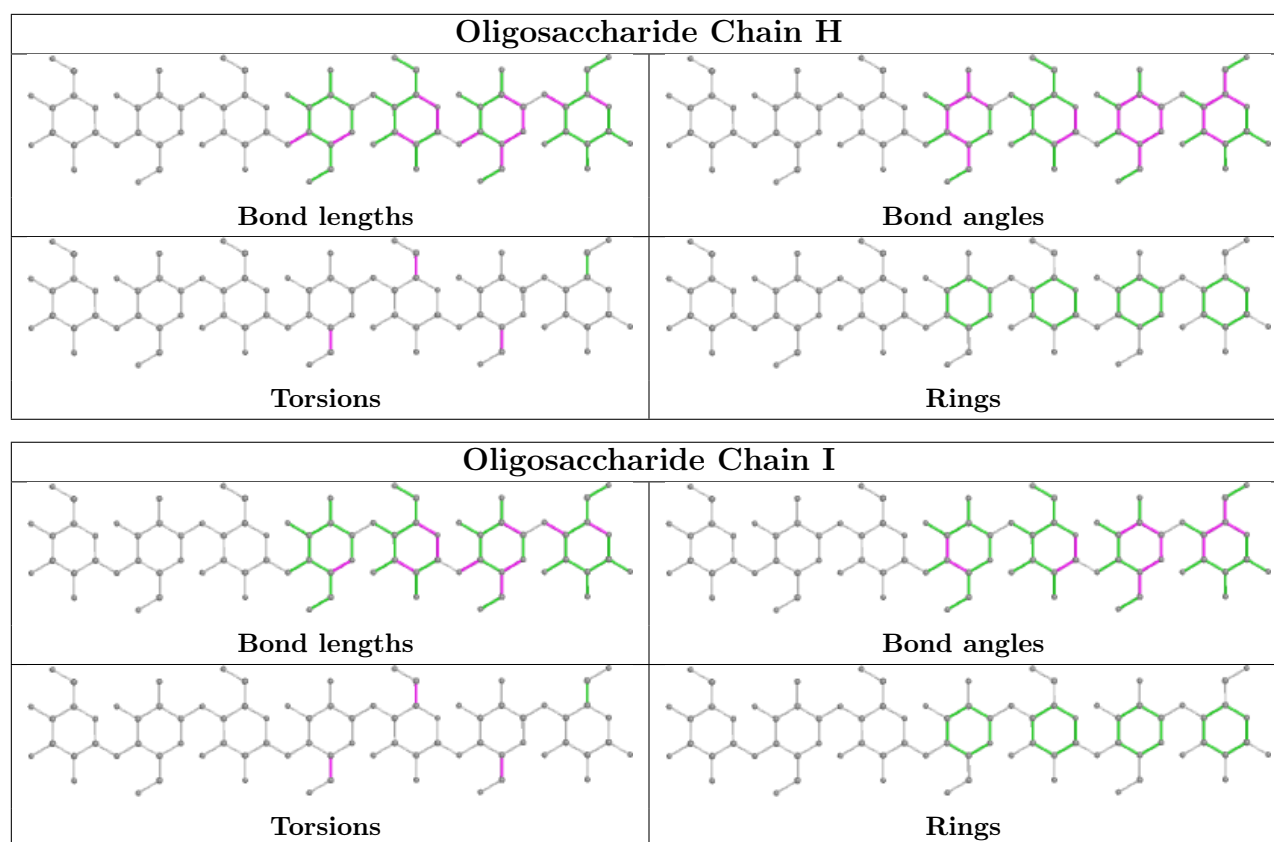 Oligosaccharide Chain H
Bond lengths
Bond angles
Torsions
Rings
Oligosaccharide Chain I
Bond lengths
Bond angles
Torsions
Rings